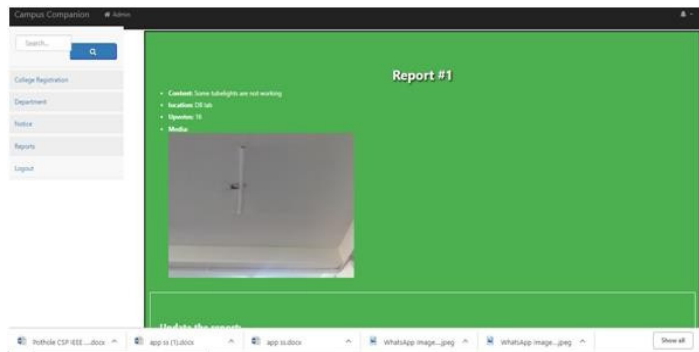 Campus Companion Admin
Search...
College Registration
Department
Notice
Reports
Logout
Report #1
Content: Some tubelights are not working
location: DB lab
Upvotes: 18
Media:
Update the report:
Pothole CSP IEEE ....docx
app ss (1).docx
app ss.docx
WhatsApp Image...jpeg
WhatsApp Image...jpeg
Show all